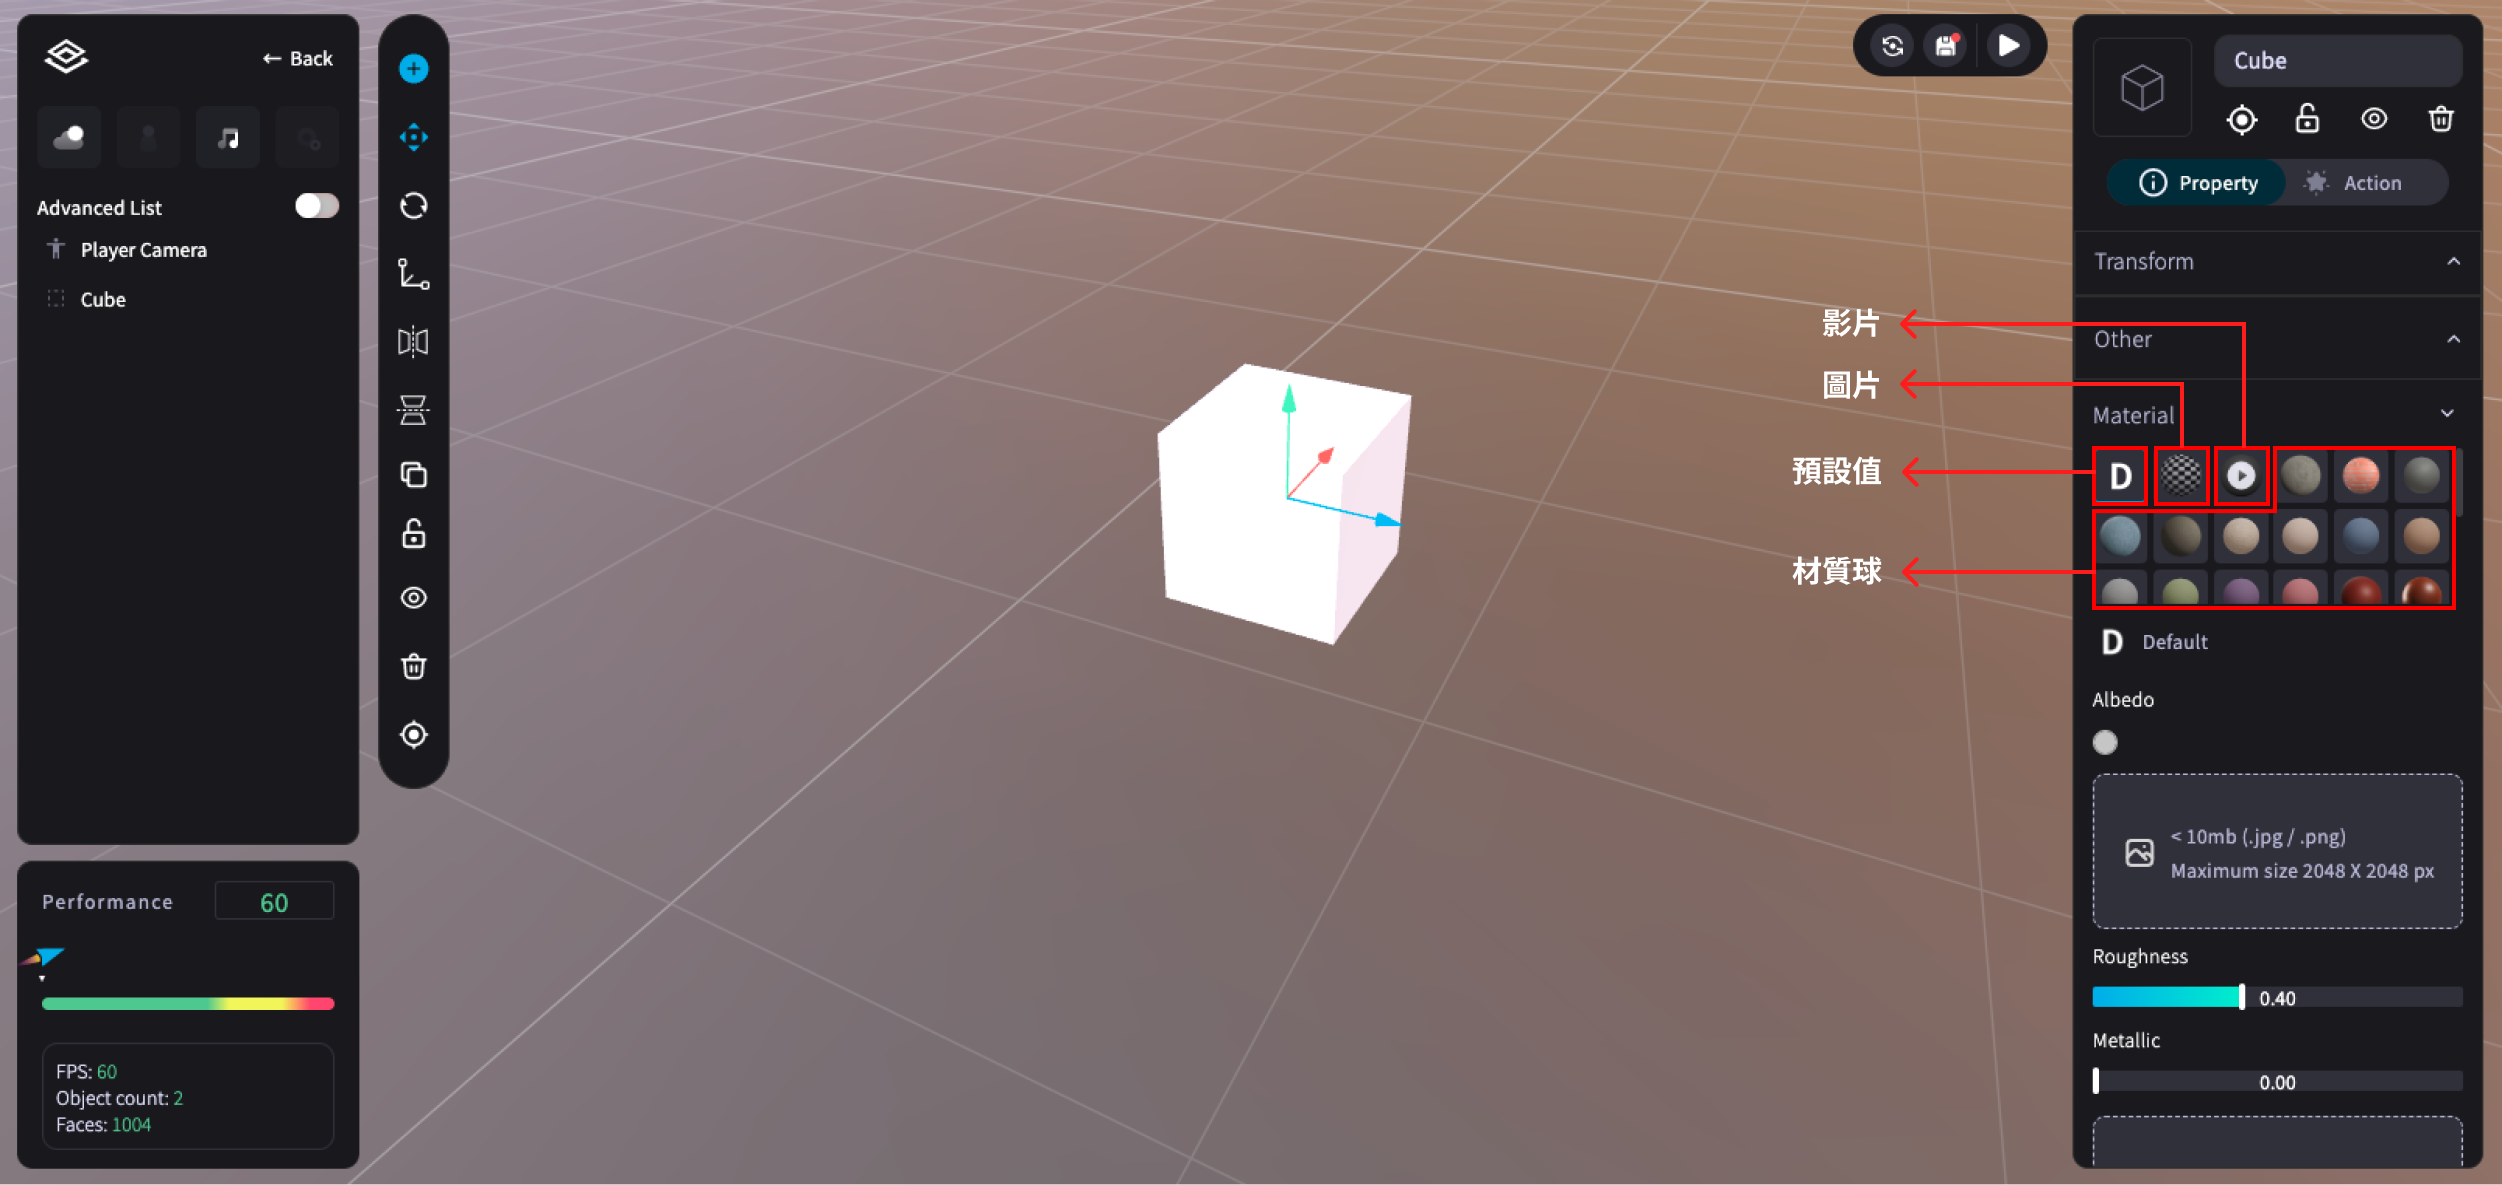 ← Back
Advanced List
Player Camera
Cube
Performance
60
FPS: 60
Object count: 2
Faces: 1004
影片
圖片
預設值
材質球
Cube
Property
Action
Transform
Other
Material
D
D Default
Albedo
< 10mb (.jpg / .png)
Maximum size 2048 X 2048 px
Roughness
0.40
Metallic
0.00